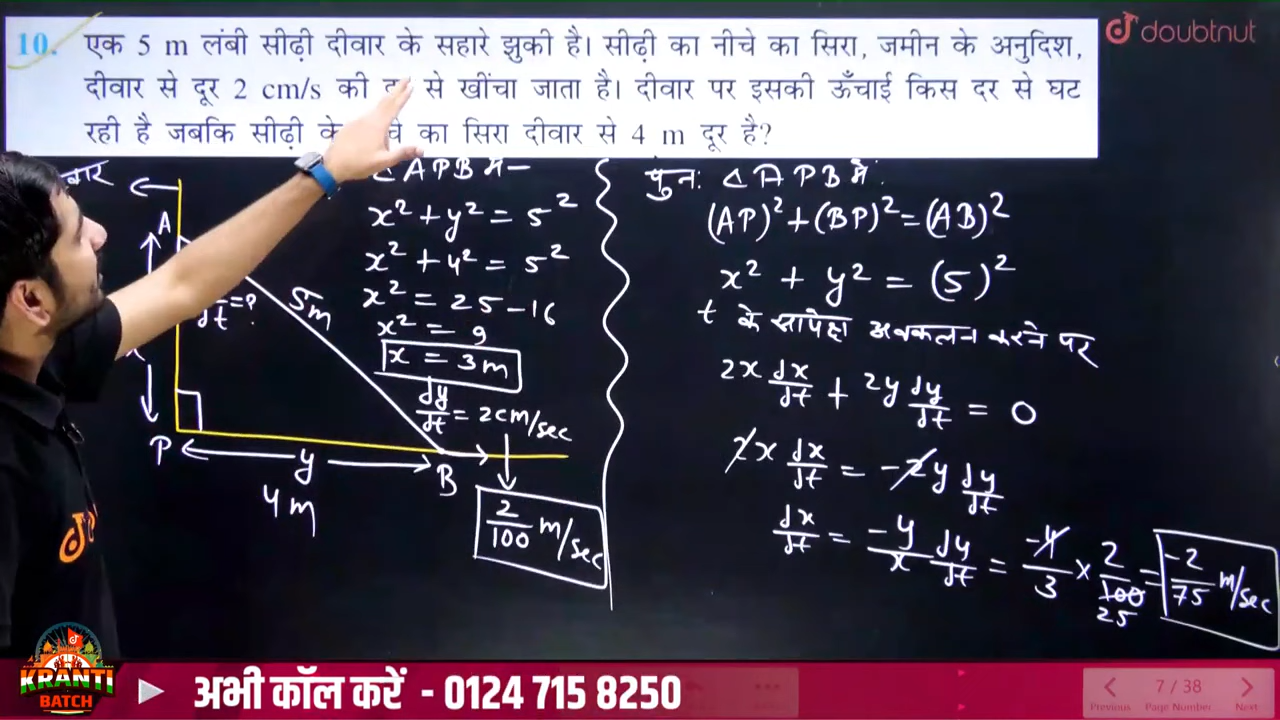 10. एक 5 m लंबी सीढ़ी दीवार के सहारे झुकी है। सीढ़ी का नीचे का सिरा, जमीन के अनुदिश,
दीवार से दूर 2 cm/s की से खींचा जाता है। दीवार पर इसकी ऊँचाई किस दर से घट
रही है जबकि सीढ़ी का सिरा दीवार से 4 m दूर है?
doubtnut
A
=?
dt
5m
P
y
4m
B
△APB में–
x² + y² = 5²
x² + 4² = 5²
x² = 25 – 16
x² = 9
x = 3m
dy/dt = 2cm/sec
2/100 m/sec
पुनः △APB में:
(AP)² + (BP)² = (AB)²
x² + y² = (5)²
t के सापेक्ष अवकलन करने पर
2x dx/dt + 2y dy/dt = 0
2x dx/dt = -2y dy/dt
dx/dt = -y/x dy/dt = -4/3 × 2/100 = -2/75 m/sec
25
KRANTI
BATCH
अभी कॉल करें - 0124 715 8250
7 / 38
Previous Page Number Next